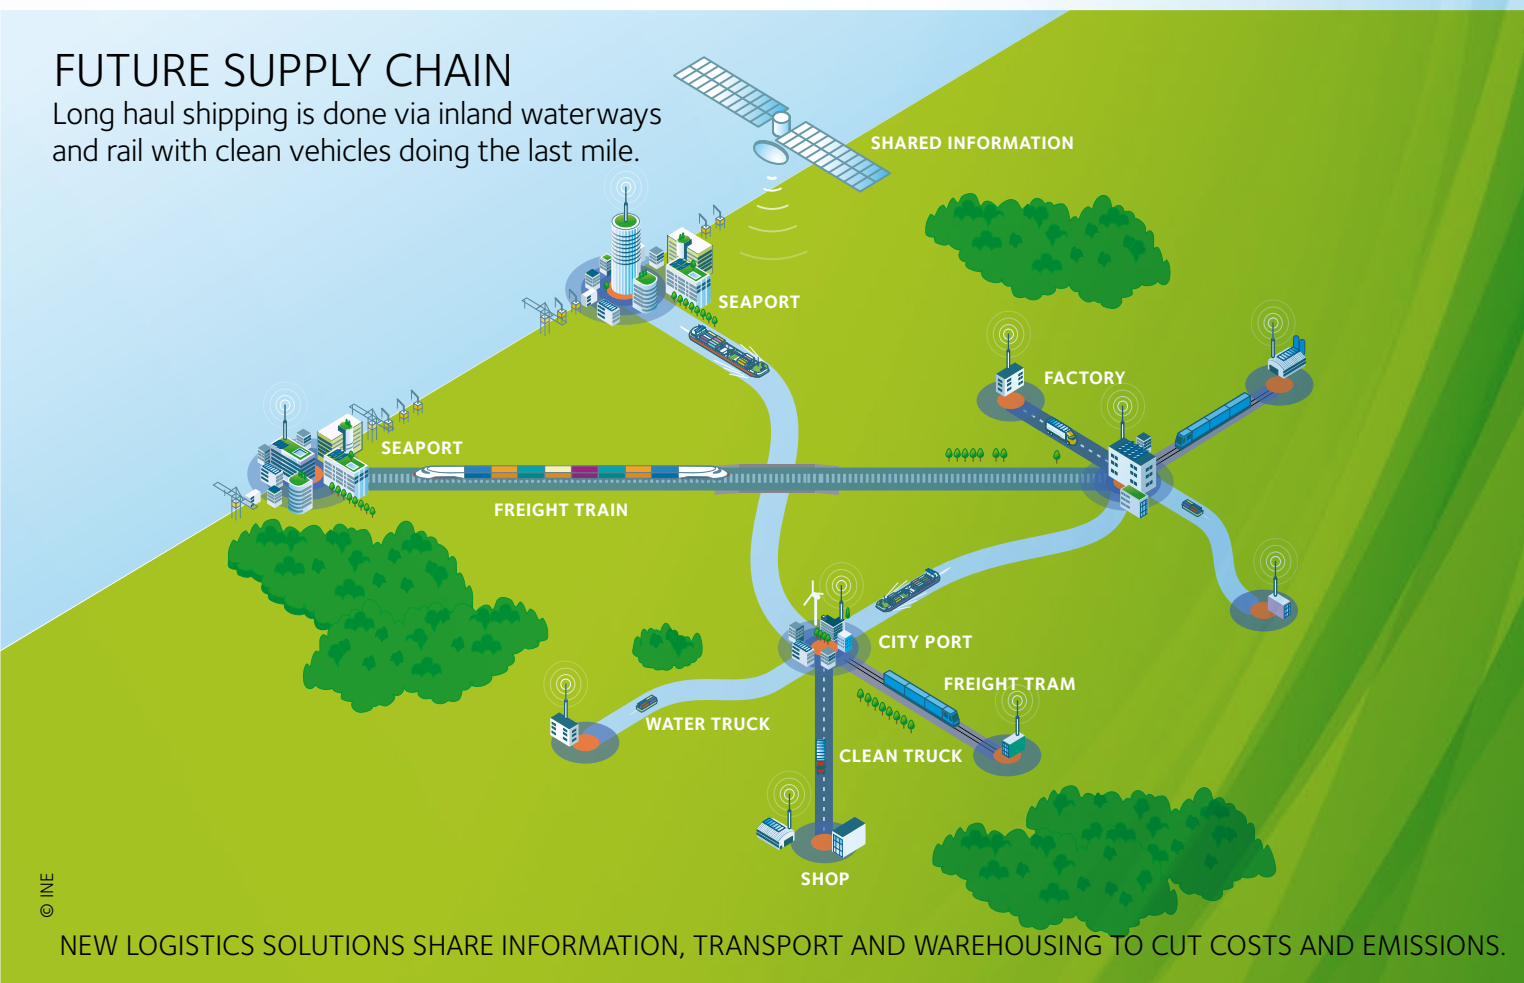 FUTURE SUPPLY CHAIN
Long haul shipping is done via inland waterways
and rail with clean vehicles doing the last mile.
SHARED INFORMATION
SEAPORT
FACTORY
SEAPORT
FREIGHT TRAIN
CITY PORT
FREIGHT TRAM
WATER TRUCK
CLEAN TRUCK
SHOP
© INE
NEW LOGISTICS SOLUTIONS SHARE INFORMATION, TRANSPORT AND WAREHOUSING TO CUT COSTS AND EMISSIONS.